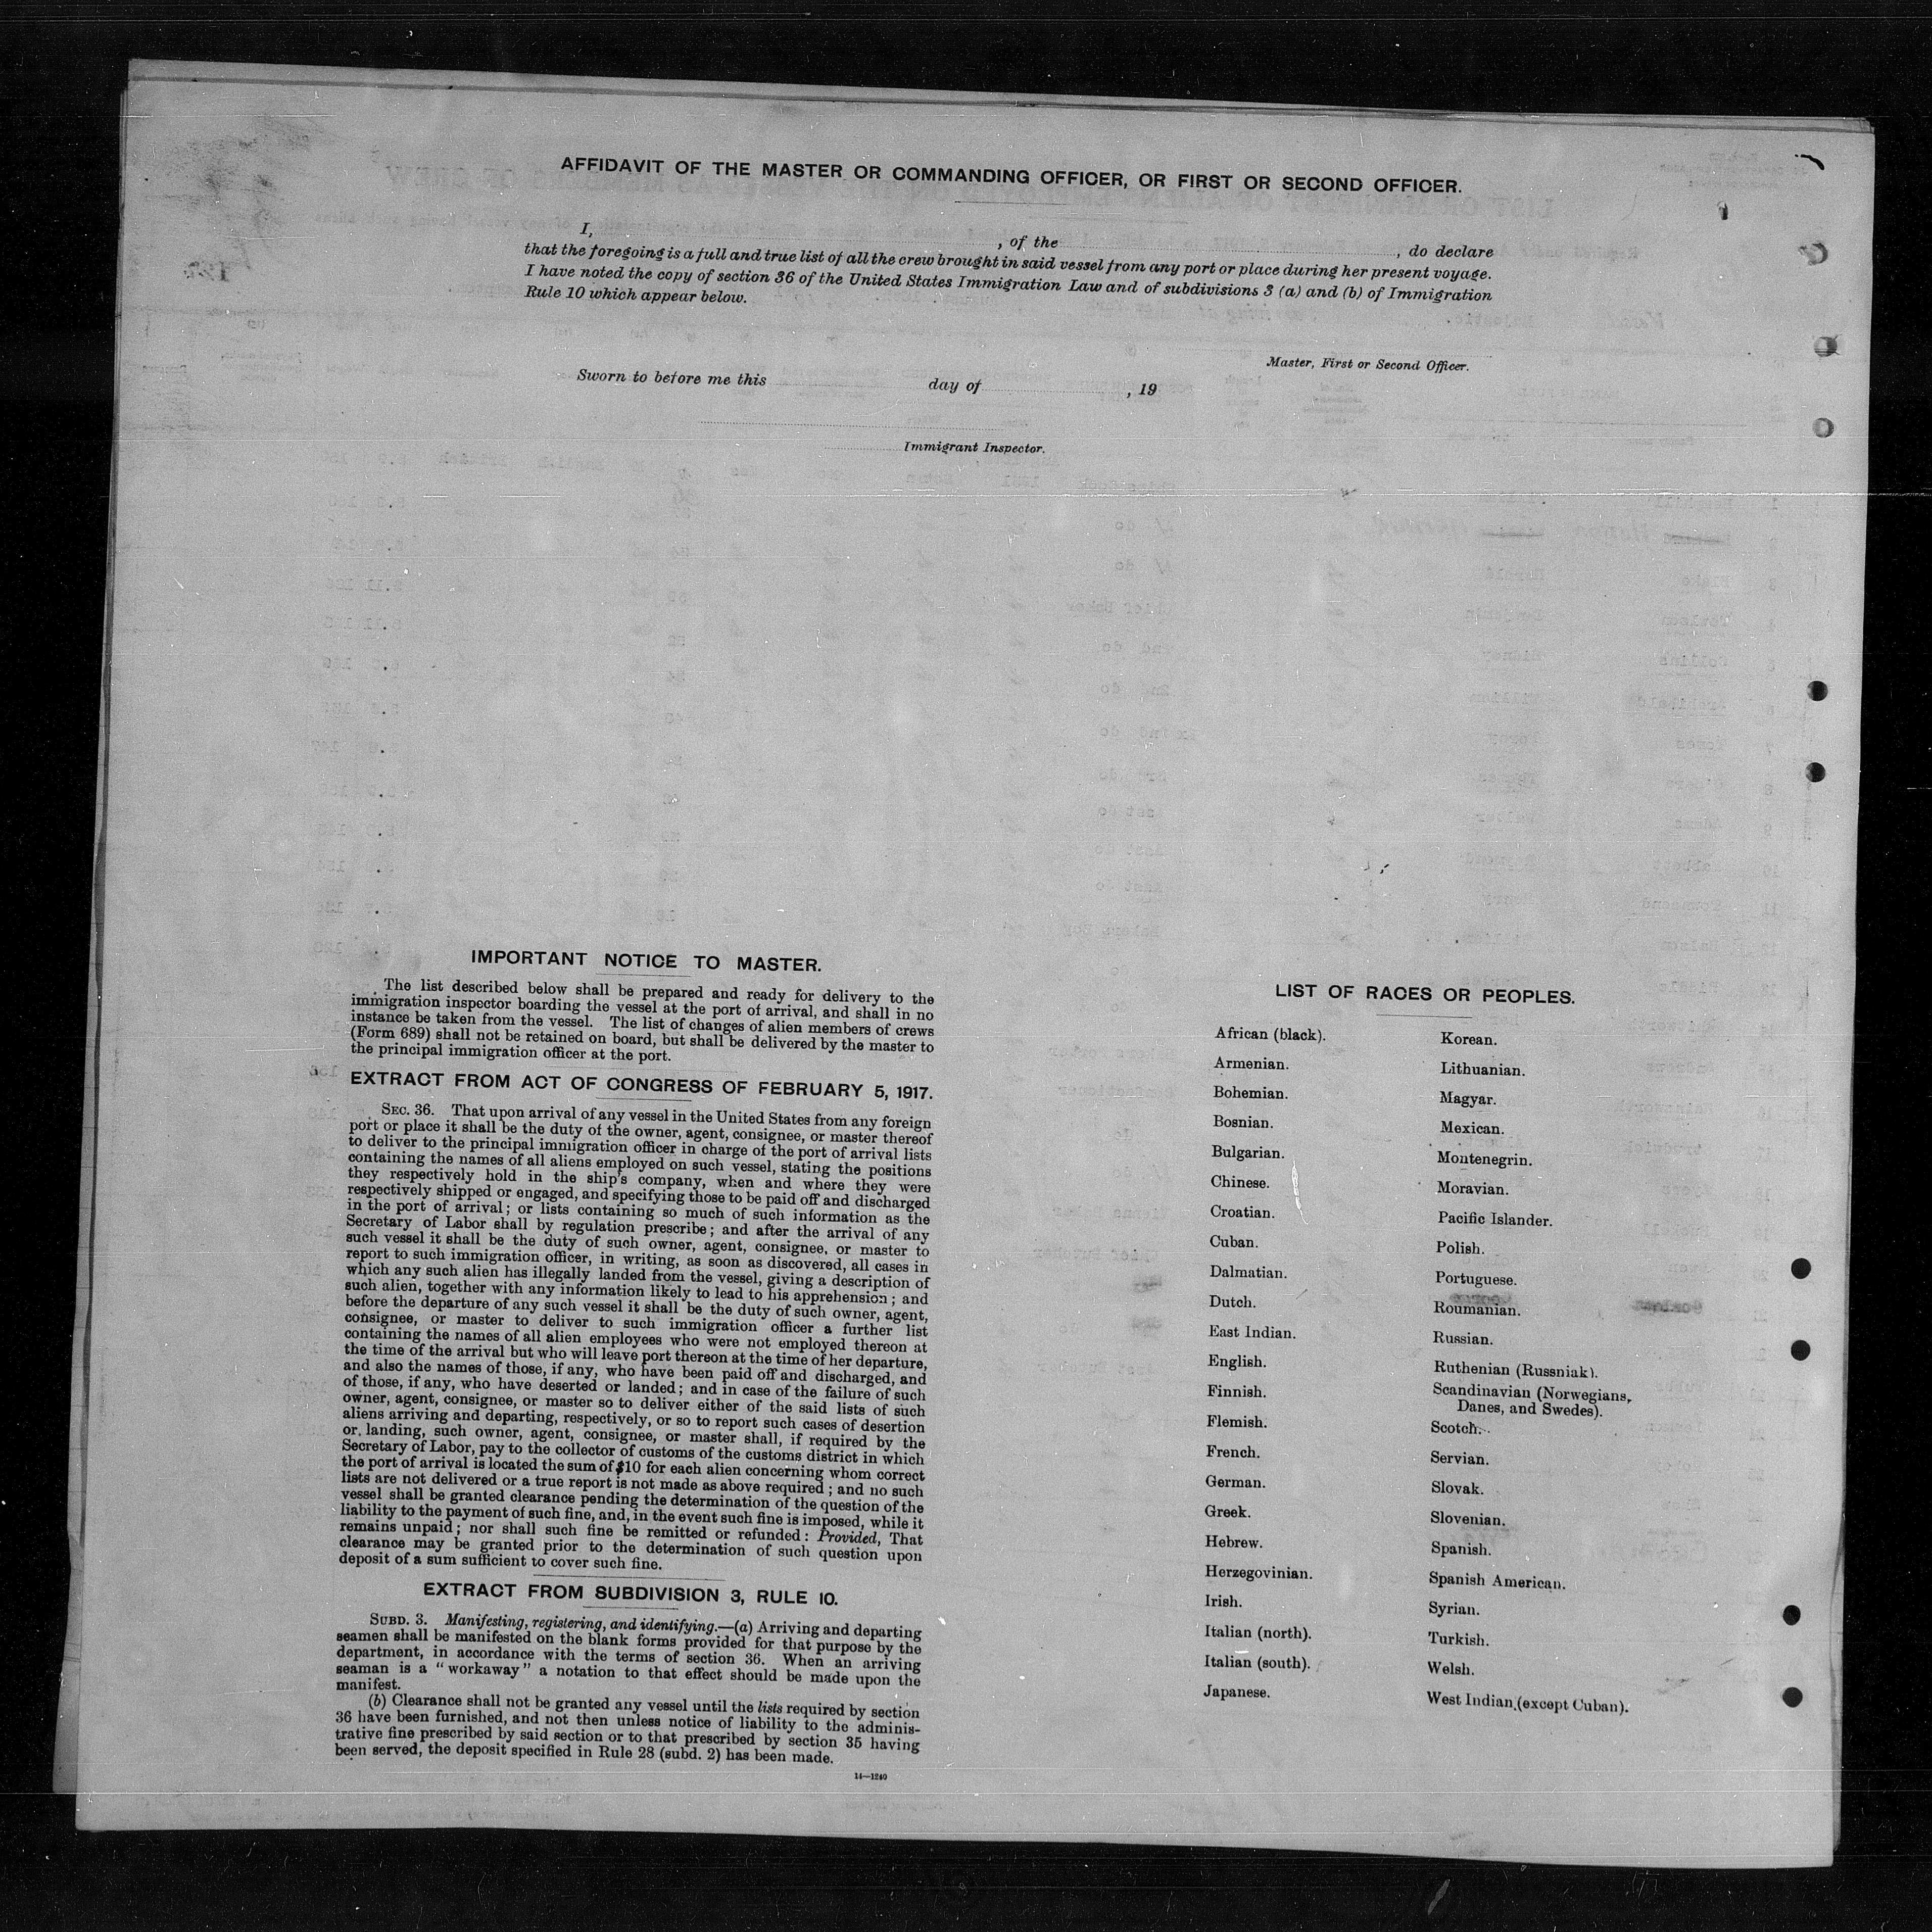 AFFIDAVIT OF THE MASTER OR COMMANDING OFFICER, OR FIRST OR SECOND OFFICER.
I, , of the , do declare
that the foregoing is a full and true list of all the crew brought in said vessel from any port or place during her present voyage.
I have noted the copy of section 36 of the United States Immigration Law and of subdivisions 3 (a) and (b) of Immigration
Rule 10 which appear below.
Master, First or Second Officer.
Sworn to before me this day of , 19
Immigrant Inspector.
IMPORTANT NOTICE TO MASTER.
The list described below shall be prepared and ready for delivery to the
immigration inspector boarding the vessel at the port of arrival, and shall in no
instance be taken from the vessel. The list of changes of alien members of crews
(Form 689) shall not be retained on board, but shall be delivered by the master to
the principal immigration officer at the port.
EXTRACT FROM ACT OF CONGRESS OF FEBRUARY 5, 1917.
SEC. 36. That upon arrival of any vessel in the United States from any foreign
port or place it shall be the duty of the owner, agent, consignee, or master thereof
to deliver to the principal immigration officer in charge of the port of arrival lists
containing the names of all aliens employed on such vessel, stating the positions
they respectively hold in the ship's company, when and where they were
respectively shipped or engaged, and specifying those to be paid off and discharged
in the port of arrival; or lists containing so much of such information as the
Secretary of Labor shall by regulation prescribe; and after the arrival of any
such vessel it shall be the duty of such owner, agent, consignee, or master to
report to such immigration officer, in writing, as soon as discovered, all cases in
which any such alien has illegally landed from the vessel, giving a description of
such alien, together with any information likely to lead to his apprehension; and
before the departure of any such vessel it shall be the duty of such owner, agent,
consignee, or master to deliver to such immigration officer a further list
containing the names of all alien employees who were not employed thereon at
the time of the arrival but who will leave port thereon at the time of her departure,
and also the names of those, if any, who have been paid off and discharged, and
of those, if any, who have deserted or landed; and in case of the failure of such
owner, agent, consignee, or master so to deliver either of the said lists of such
aliens arriving and departing, respectively, or so to report such cases of desertion
or landing, such owner, agent, consignee, or master shall, if required by the
Secretary of Labor, pay to the collector of customs of the customs district in which
the port of arrival is located the sum of $10 for each alien concerning whom correct
lists are not delivered or a true report is not made as above required; and no such
vessel shall be granted clearance pending the determination of the question of the
liability to the payment of such fine, and, in the event such fine is imposed, while it
remains unpaid; nor shall such fine be remitted or refunded: Provided, That
clearance may be granted prior to the determination of such question upon
deposit of a sum sufficient to cover such fine.
EXTRACT FROM SUBDIVISION 3, RULE 10.
SUBD. 3. Manifesting, registering, and identifying.—(a) Arriving and departing
seamen shall be manifested on the blank forms provided for that purpose by the
department, in accordance with the terms of section 36. When an arriving
seaman is a "workaway" a notation to that effect should be made upon the
manifest.
(b) Clearance shall not be granted any vessel until the lists required by section
36 have been furnished, and not then unless notice of liability to the adminis-
trative fine prescribed by said section or to that prescribed by section 35 having
been served, the deposit specified in Rule 28 (subd. 2) has been made.
14—1240
LIST OF RACES OR PEOPLES.
African (black).
Armenian.
Bohemian.
Bosnian.
Bulgarian.
Chinese.
Croatian.
Cuban.
Dalmatian.
Dutch.
East Indian.
English.
Finnish.
Flemish.
French.
German.
Greek.
Hebrew.
Herzegovinian.
Irish.
Italian (north).
Italian (south).
Japanese.
Korean.
Lithuanian.
Magyar.
Mexican.
Montenegrin.
Moravian.
Pacific Islander.
Polish.
Portuguese.
Roumanian.
Russian.
Ruthenian (Russniak).
Scandinavian (Norwegians,
Danes, and Swedes).
Scotch.
Servian.
Slovak.
Slovenian.
Spanish.
Spanish American.
Syrian.
Turkish.
Welsh.
West Indian (except Cuban).